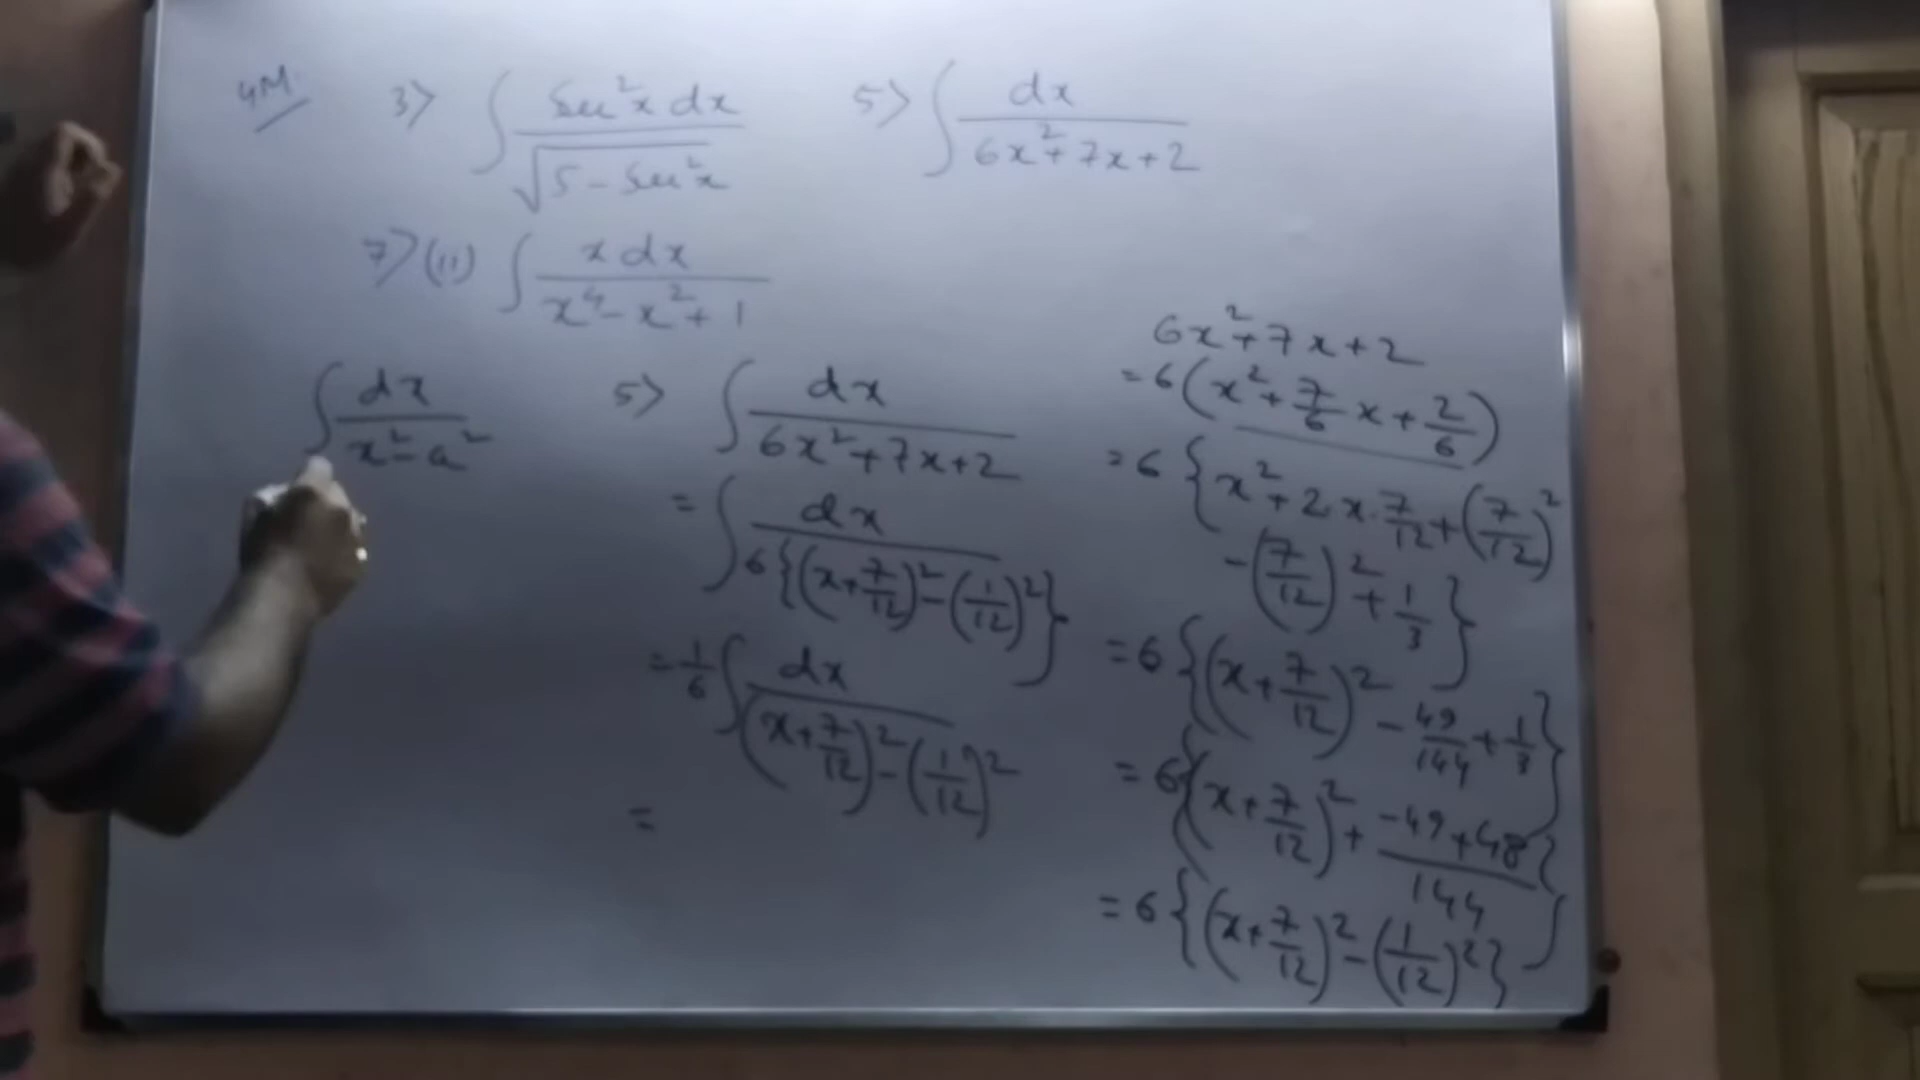 4M.
3> ∫ sec²x dx / √(5 - sec²x)
5> ∫ dx / (6x² + 7x + 2)
7>(ii) ∫ x dx / (x⁴ - x² + 1)
∫ dx / (x² - a²)
5> ∫ dx / (6x² + 7x + 2)
= ∫ dx / 6{(x + 7/12)² - (1/12)²}
= 1/6 ∫ dx / (x + 7/12)² - (1/12)²
=
6x² + 7x + 2
= 6(x² + 7/6 x + 2/6)
= 6{x² + 2x · 7/12 + (7/12)²
- (7/12)² + 1/3}
= 6{(x + 7/12)² - 49/144 + 1/3}
= 6{(x + 7/12)² + (-49 + 48)/144}
= 6{(x + 7/12)² - (1/12)²}